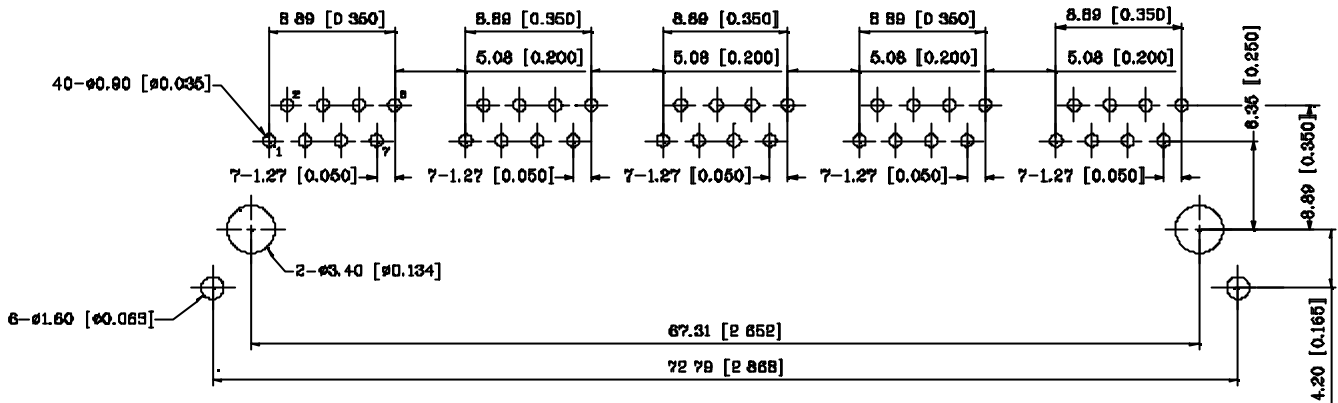 8.89 [0.350] 8.89 [0.350] 8.89 [0.350] 8.89 [0.350] 8.89 [0.350]
5.08 [0.200] 5.08 [0.200] 5.08 [0.200] 5.08 [0.200]
40-ø0.90 [ø0.035]
2 8
1 7
6.35 [0.250]
8.89 [0.350]
7-1.27 [0.050] 7-1.27 [0.050] 7-1.27 [0.050] 7-1.27 [0.050] 7-1.27 [0.050]
2-ø3.40 [ø0.134]
6-ø1.60 [ø0.063]
67.31 [2 652]
72 79 [2 868]
4.20 [0.165]